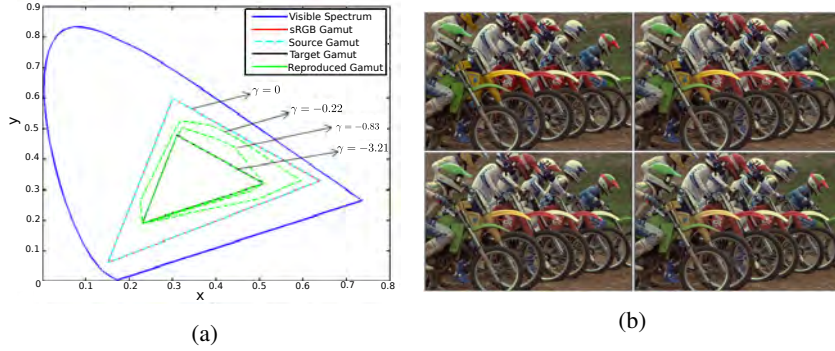 0.9
0.8
0.7
0.6
0.5
0.4
0.3
0.2
0.1
0
y
0.1 0.2 0.3 0.4 0.5 0.6 0.7 0.8
x
Visible Spectrum
sRGB Gamut
Source Gamut
Target Gamut
Reproduced Gamut
γ = 0
γ = −0.22
γ = −0.83
γ = −3.21
(a)
(b)